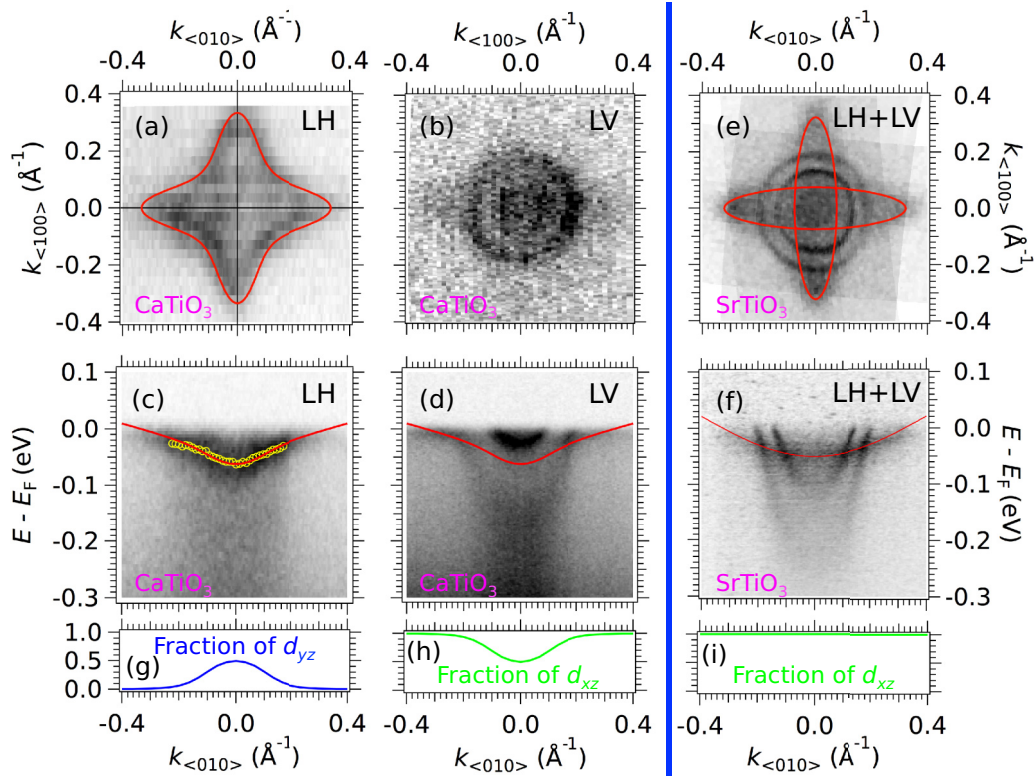 k<010> (Å-1) k<100> (Å-1) k<010> (Å-1)
-0.4 0.0 0.4 -0.4 0.0 0.4 -0.4 0.0 0.4
0.4 (a) LH (b) LV (e) LH+LV 0.4
0.2 0.2
k<100> (Å-1) 0.0 0.0 k<100> (Å-1)
-0.2 -0.2
-0.4 CaTiO3 CaTiO3 SrTiO3 -0.4
0.1 (c) LH (d) LV (f) LH+LV 0.1
0.0 0.0
E - EF (eV) -0.1 -0.1 E - EF (eV)
-0.2 -0.2
-0.3 CaTiO3 CaTiO3 SrTiO3 -0.3
1.0 Fraction of dyz
0.5 (g) (h) Fraction of dxz (i) Fraction of dxz
0.0
-0.4 0.0 0.4 -0.4 0.0 0.4 -0.4 0.0 0.4
k<010> (Å-1) k<010> (Å-1) k<010> (Å-1)